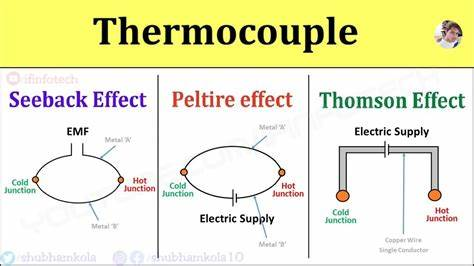 Thermocouple
ifinfotech
Seeback Effect
EMF
Metal 'A'
Cold
Junction
Hot
Junction
Metal 'B'
Peltire effect
Metal 'A'
Cold
Junction
Hot
Junction
Electric Supply
Metal 'B'
Thomson Effect
Electric Supply
Cold
Junction
Hot
Junction
Copper Wire
Single Conductor
shubhamkola
shubhamkola10